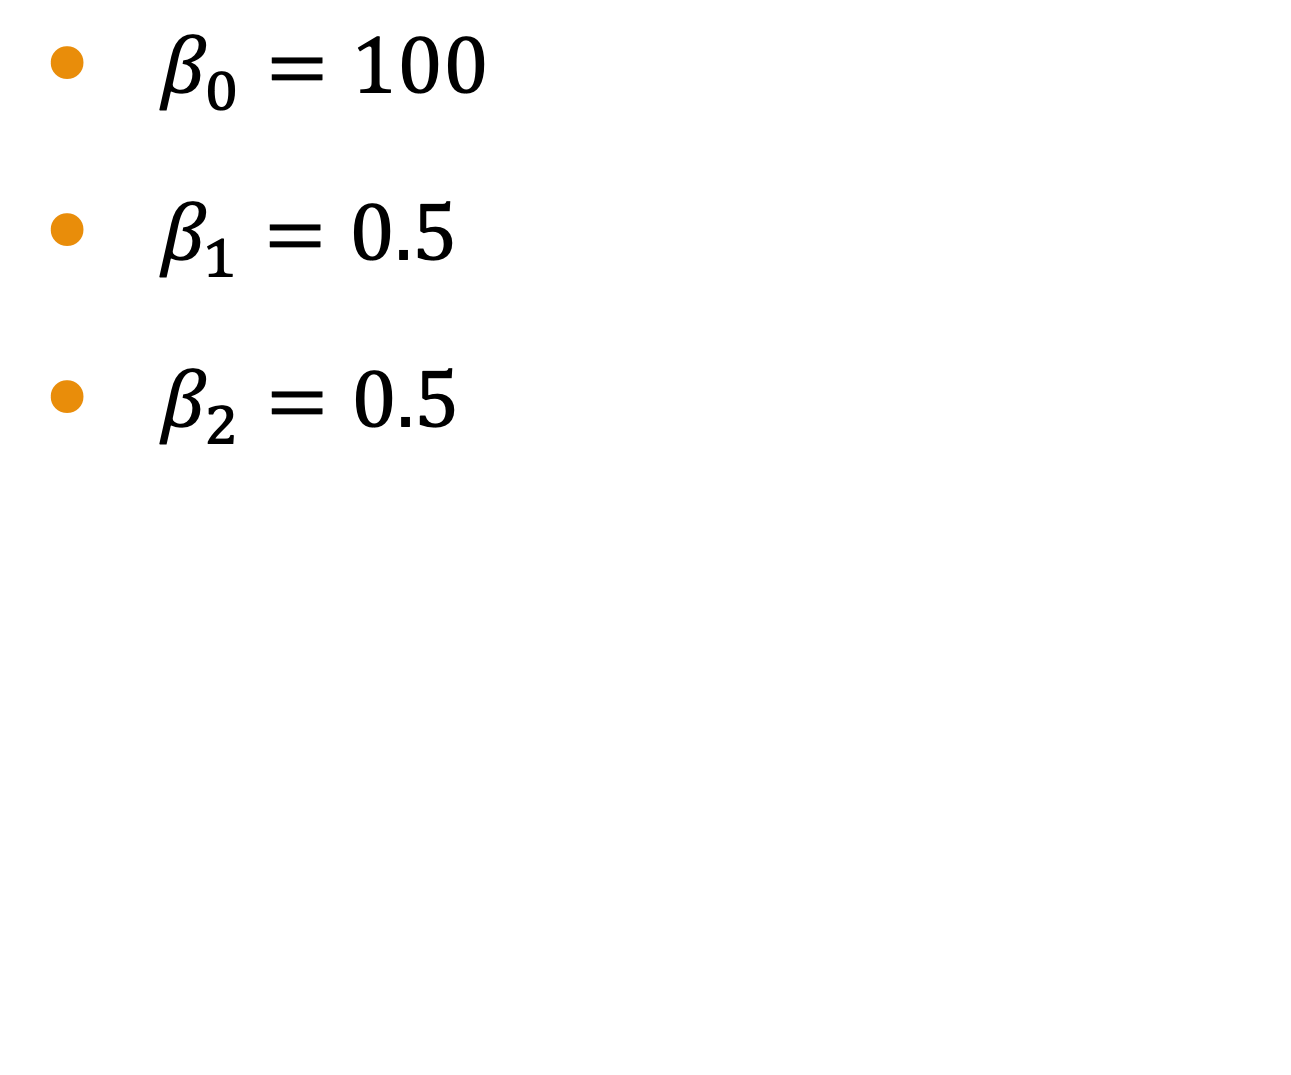 • β₀ = 100
• β₁ = 0.5
• β₂ = 0.5